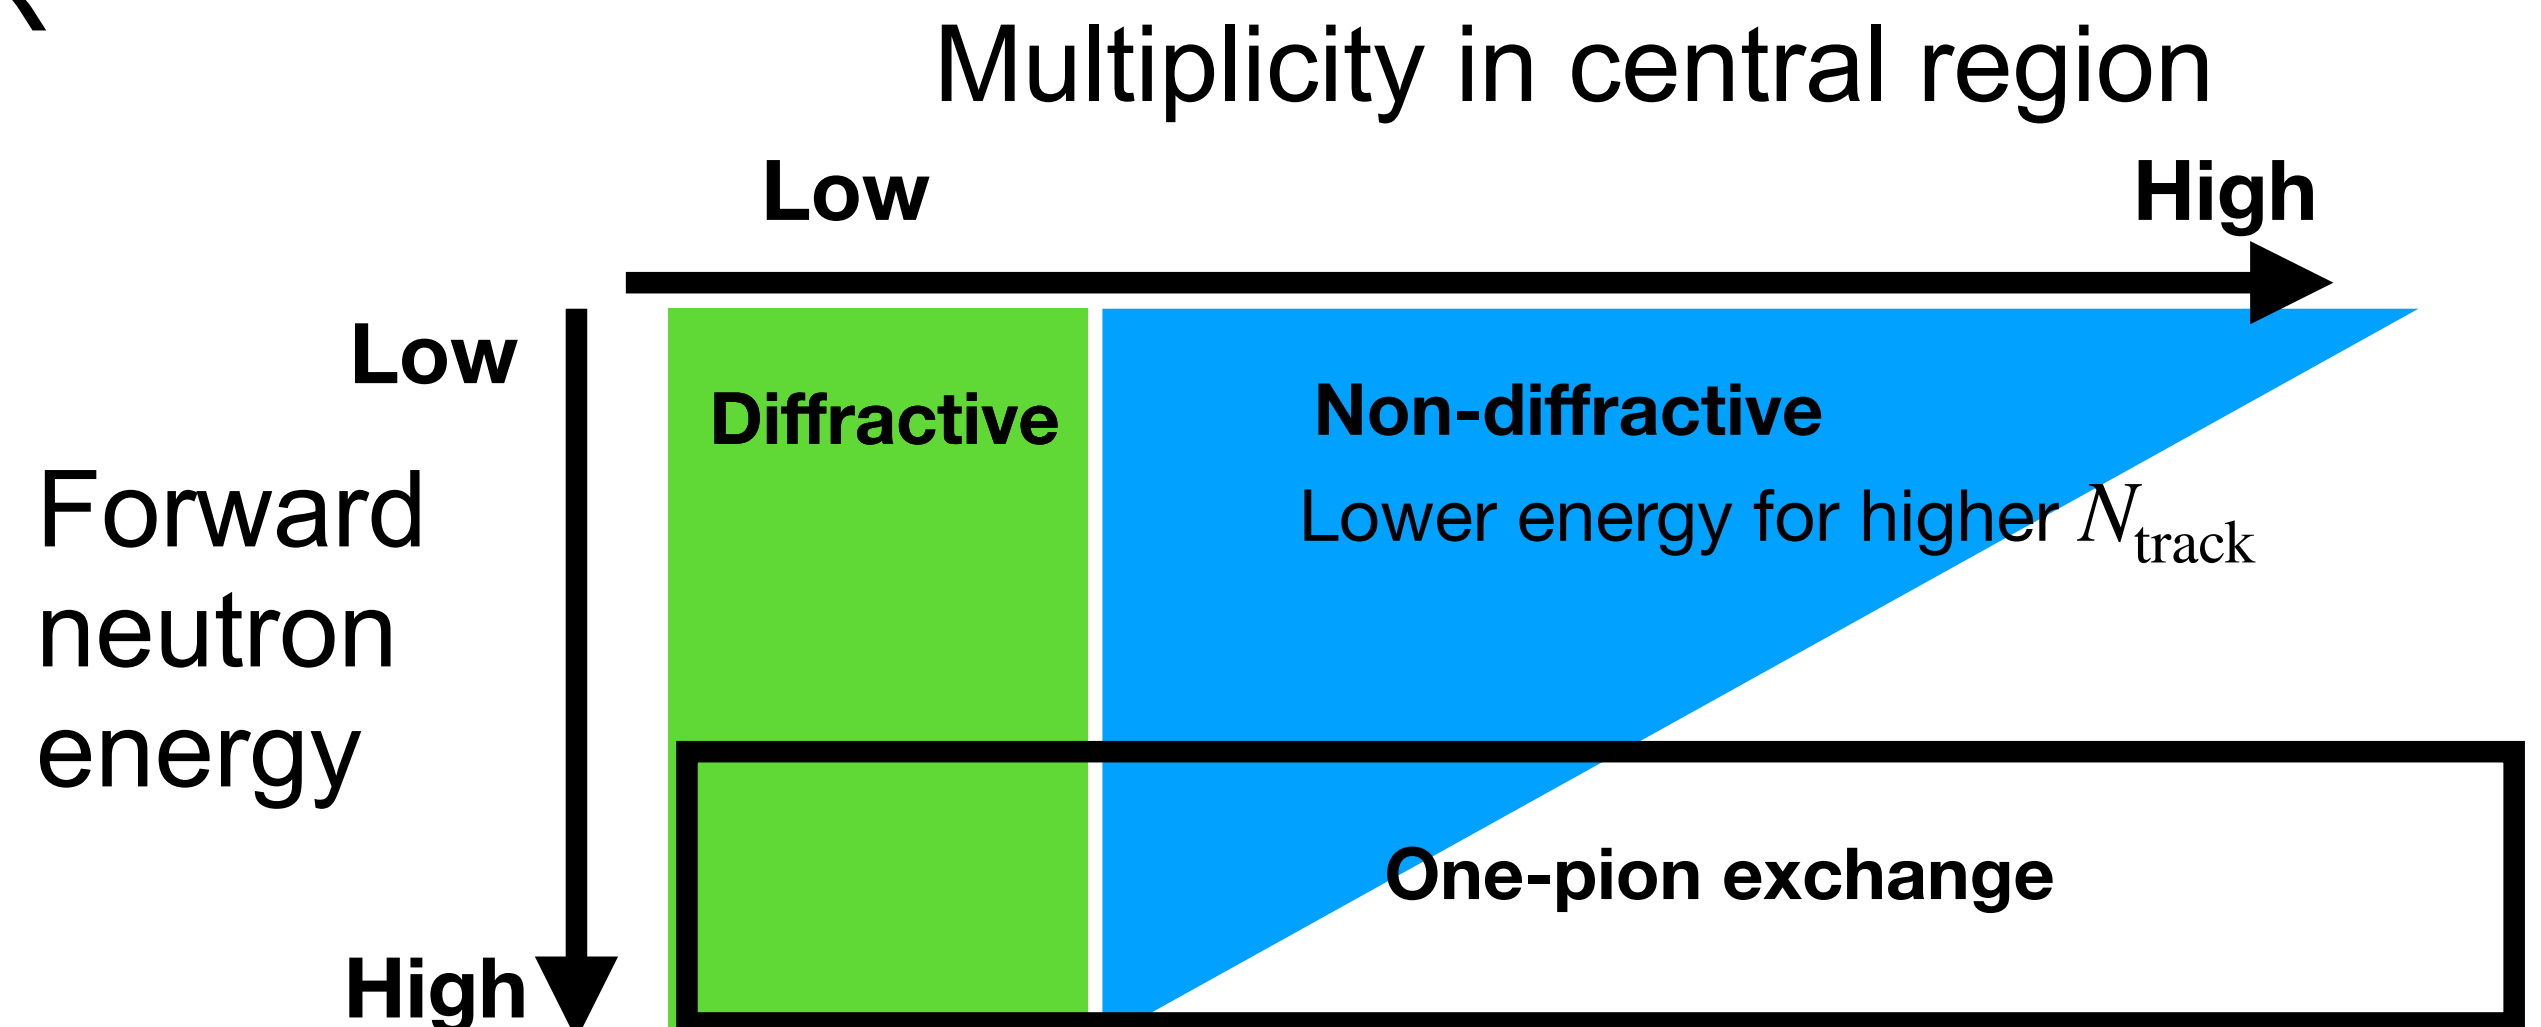 Multiplicity in central region
Low
High
Low
Diffractive
Non-diffractive
Lower energy for higher N_track
Forward
neutron
energy
One-pion exchange
High